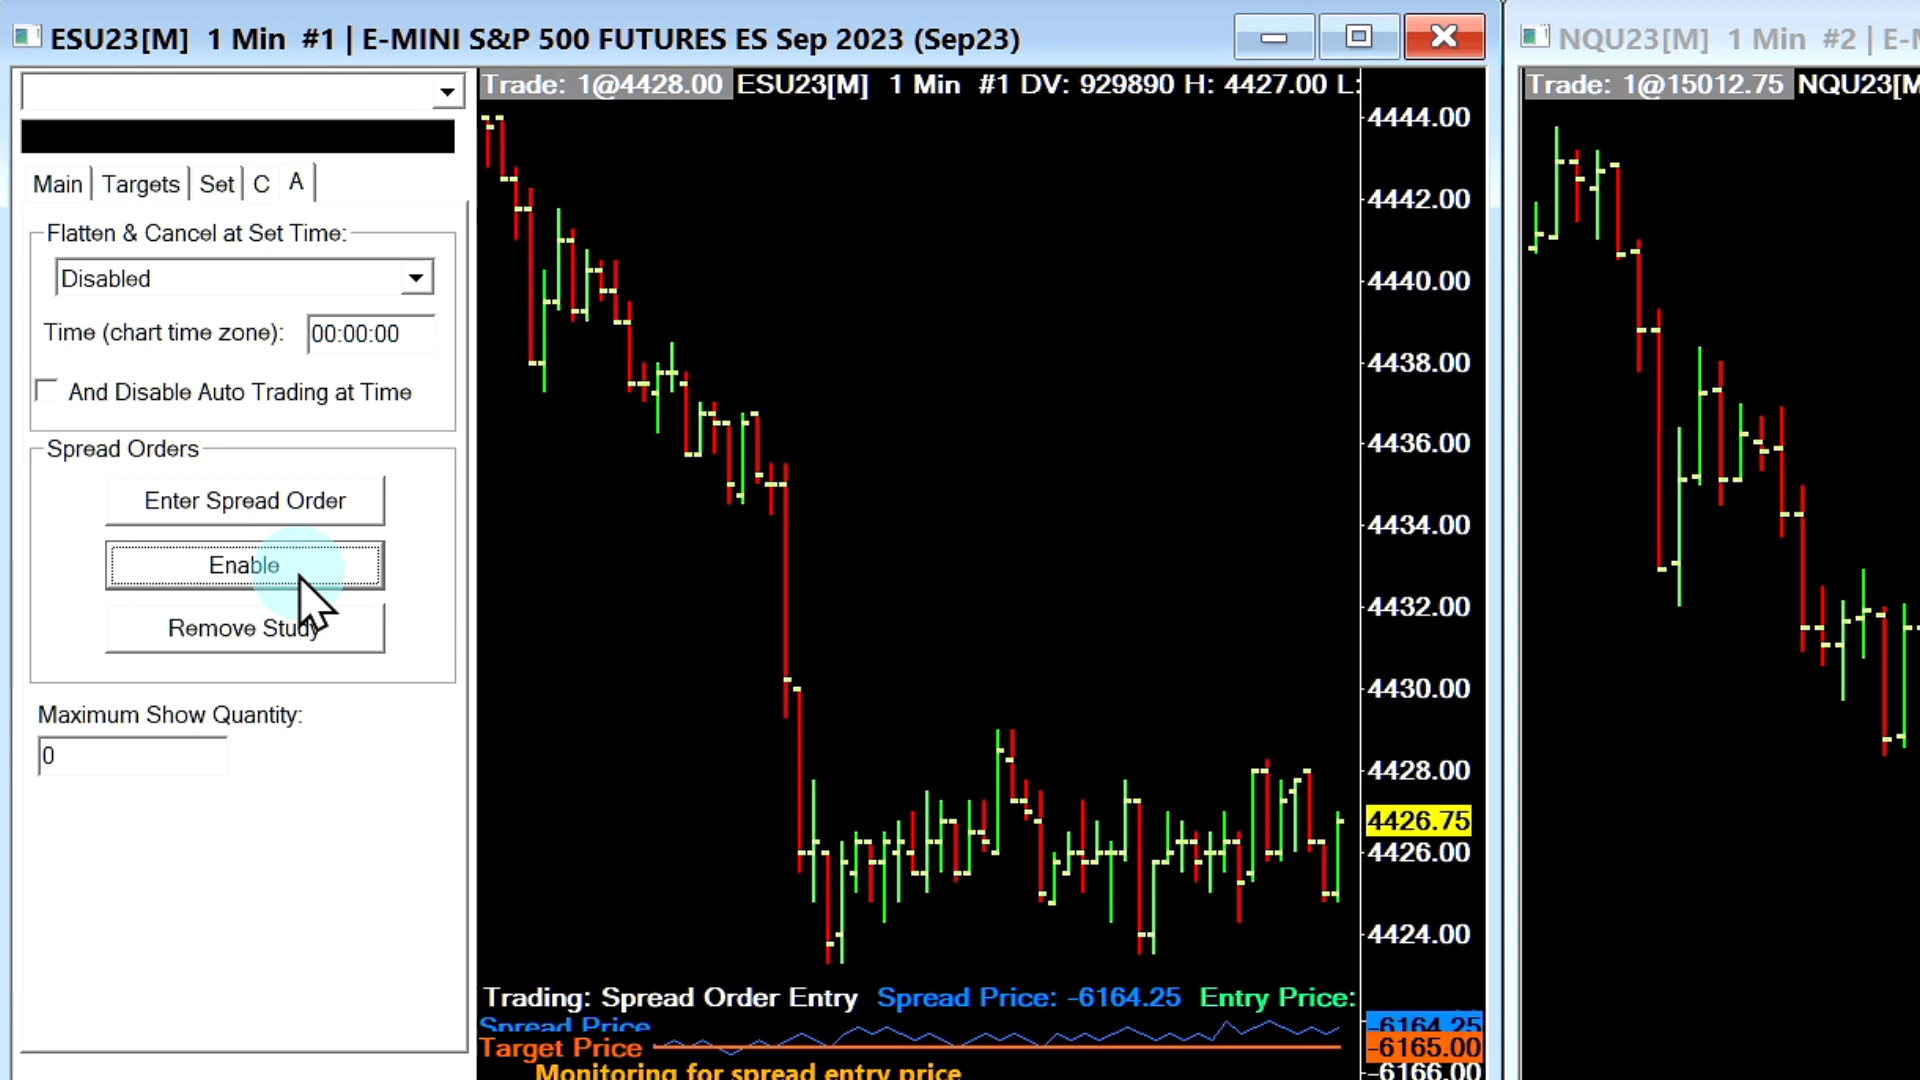 ESU23[M] 1 Min #1 | E-MINI S&P 500 FUTURES ES Sep 2023 (Sep23)
NQU23[M] 1 Min #2 |
Trade: 1@4428.00 ESU23[M] 1 Min #1 DV: 929890 H: 4427.00 L:
Trade: 1@15012.75
Main
Targets
Set
C
A
Flatten & Cancel at Set Time:
Disabled
Time (chart time zone): 00:00:00
And Disable Auto Trading at Time
Spread Orders
Enter Spread Order
Enable
Remove Study
Maximum Show Quantity:
0
4444.00
4442.00
4440.00
4438.00
4436.00
4434.00
4432.00
4430.00
4428.00
4426.75
4426.00
4424.00
Trading: Spread Order Entry Spread Price: -6164.25 Entry Price:
Spread Price
-6164.25
Target Price
-6165.00
Monitoring for spread entry price
-6166.00